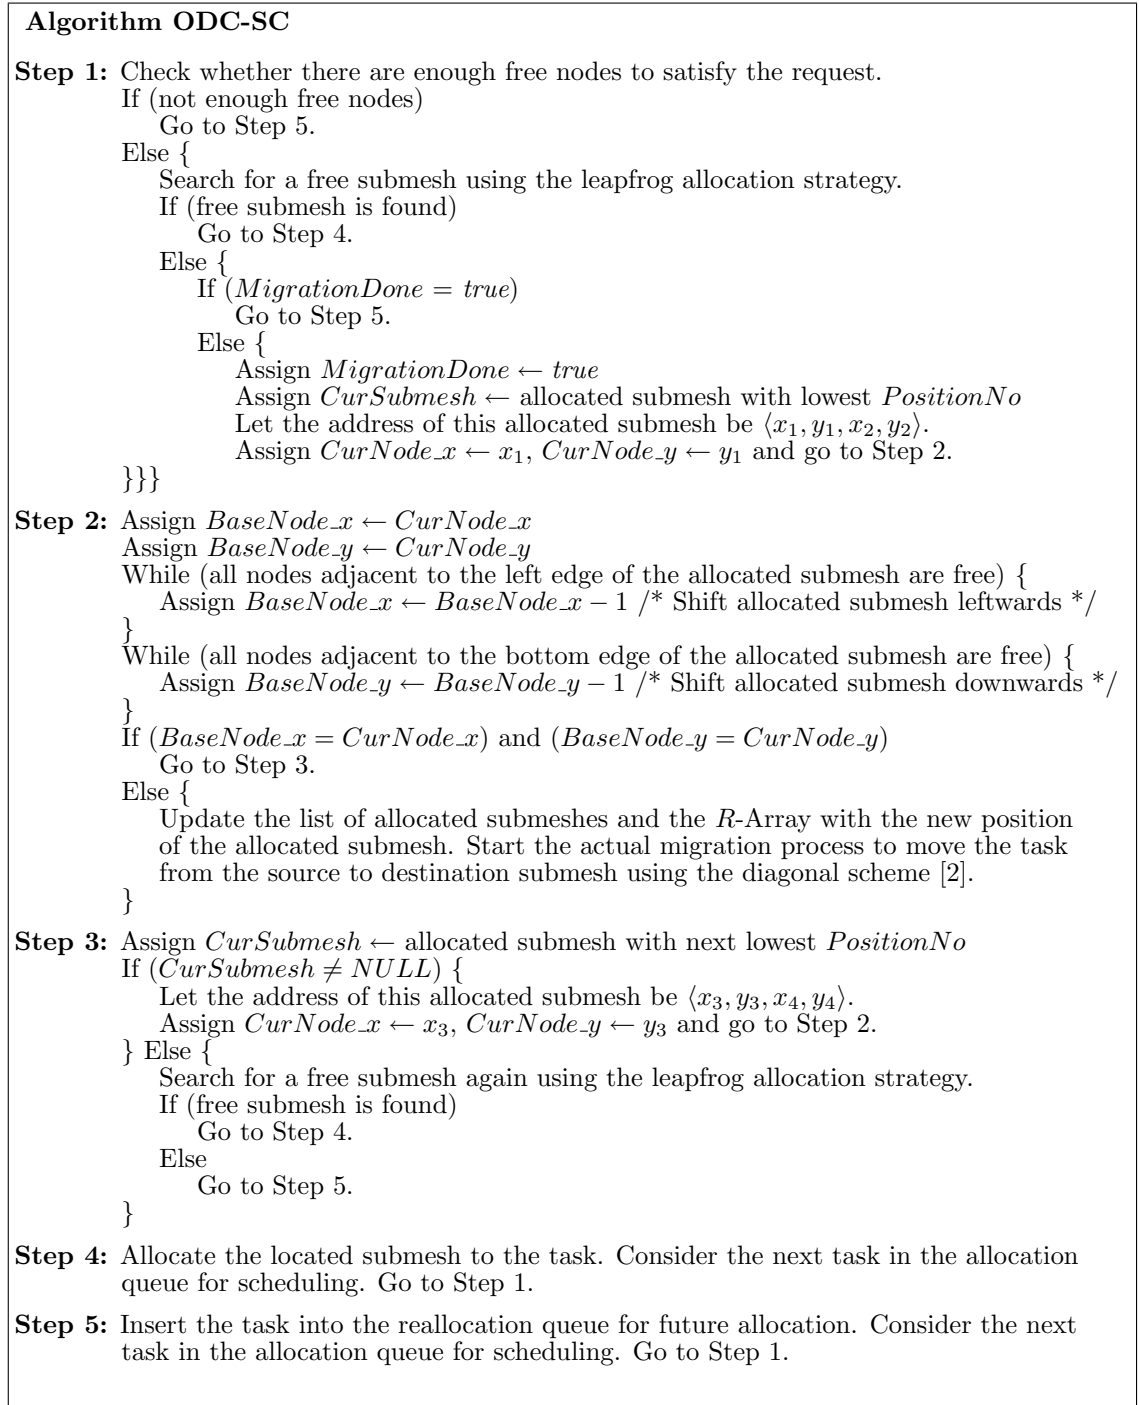 Algorithm ODC-SC
Step 1: Check whether there are enough free nodes to satisfy the request.
If (not enough free nodes)
Go to Step 5.
Else {
Search for a free submesh using the leapfrog allocation strategy.
If (free submesh is found)
Go to Step 4.
Else {
If (MigrationDone = true)
Go to Step 5.
Else {
Assign MigrationDone ← true
Assign CurSubmesh ← allocated submesh with lowest PositionNo
Let the address of this allocated submesh be ⟨x₁, y₁, x₂, y₂⟩.
Assign CurNode_x ← x₁, CurNode_y ← y₁ and go to Step 2.
}}}
Step 2: Assign BaseNode_x ← CurNode_x
Assign BaseNode_y ← CurNode_y
While (all nodes adjacent to the left edge of the allocated submesh are free) {
Assign BaseNode_x ← BaseNode_x − 1 /* Shift allocated submesh leftwards */
}
While (all nodes adjacent to the bottom edge of the allocated submesh are free) {
Assign BaseNode_y ← BaseNode_y − 1 /* Shift allocated submesh downwards */
}
If (BaseNode_x = CurNode_x) and (BaseNode_y = CurNode_y)
Go to Step 3.
Else {
Update the list of allocated submeshes and the R-Array with the new position
of the allocated submesh. Start the actual migration process to move the task
from the source to destination submesh using the diagonal scheme [2].
}
Step 3: Assign CurSubmesh ← allocated submesh with next lowest PositionNo
If (CurSubmesh ≠ NULL) {
Let the address of this allocated submesh be ⟨x₃, y₃, x₄, y₄⟩.
Assign CurNode_x ← x₃, CurNode_y ← y₃ and go to Step 2.
} Else {
Search for a free submesh again using the leapfrog allocation strategy.
If (free submesh is found)
Go to Step 4.
Else
Go to Step 5.
}
Step 4: Allocate the located submesh to the task. Consider the next task in the allocation
queue for scheduling. Go to Step 1.
Step 5: Insert the task into the reallocation queue for future allocation. Consider the next
task in the allocation queue for scheduling. Go to Step 1.